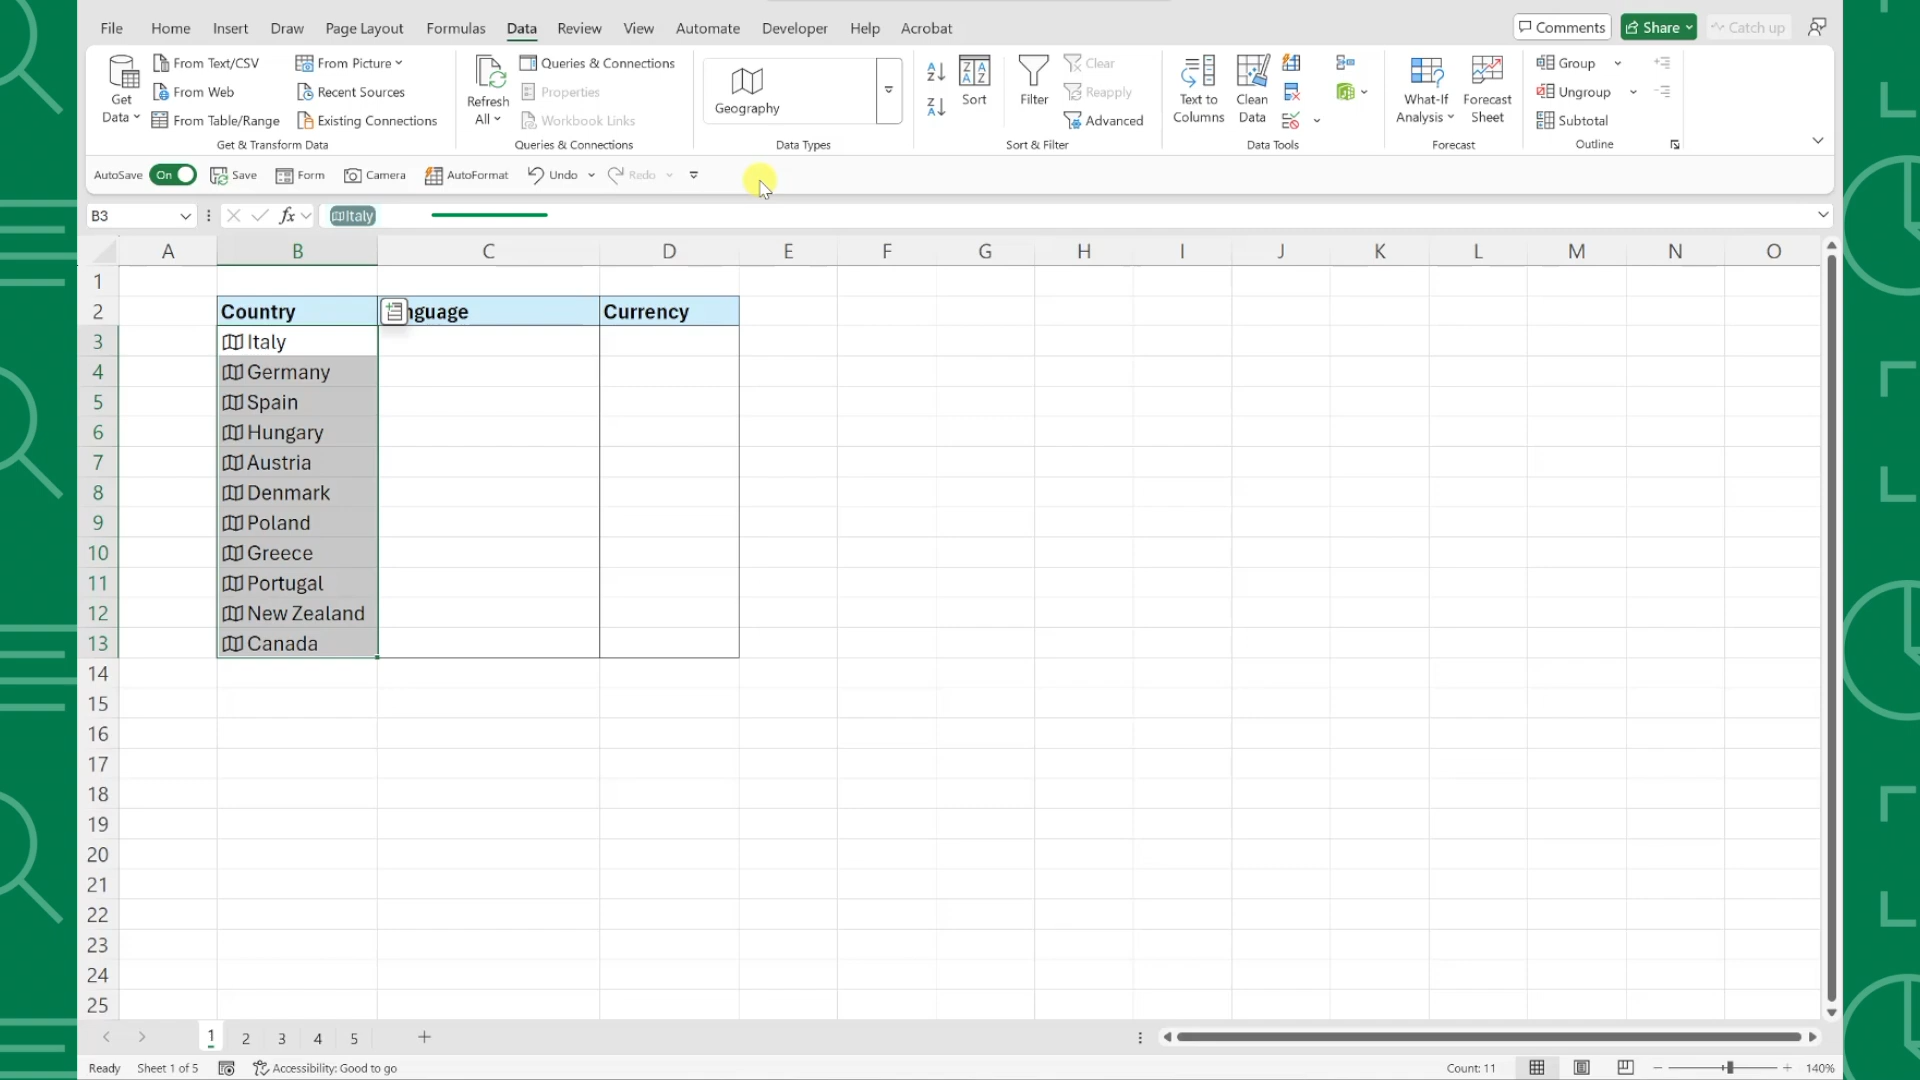 File Home Insert Draw Page Layout Formulas Data Review View Automate Developer Help Acrobat Comments Share Catch up
Get Data
From Text/CSV
From Web
From Table/Range
From Picture
Recent Sources
Existing Connections
Get & Transform Data
Refresh All
Queries & Connections
Properties
Workbook Links
Queries & Connections
Geography
Data Types
Sort
Filter
Clear
Reapply
Advanced
Sort & Filter
Text to Columns
Clean Data
Data Tools
What-If Analysis
Forecast Sheet
Forecast
Group
Ungroup
Subtotal
Outline
AutoSave On Save Form Camera AutoFormat Undo Redo
B3 fx Italy
A B C D E F G H I J K L M N O
1
2 Country nguage Currency
3 Italy
4 Germany
5 Spain
6 Hungary
7 Austria
8 Denmark
9 Poland
10 Greece
11 Portugal
12 New Zealand
13 Canada
14
15
16
17
18
19
20
21
22
23
24
25
1 2 3 4 5
Ready Sheet 1 of 5 Accessibility: Good to go Count: 11 140%